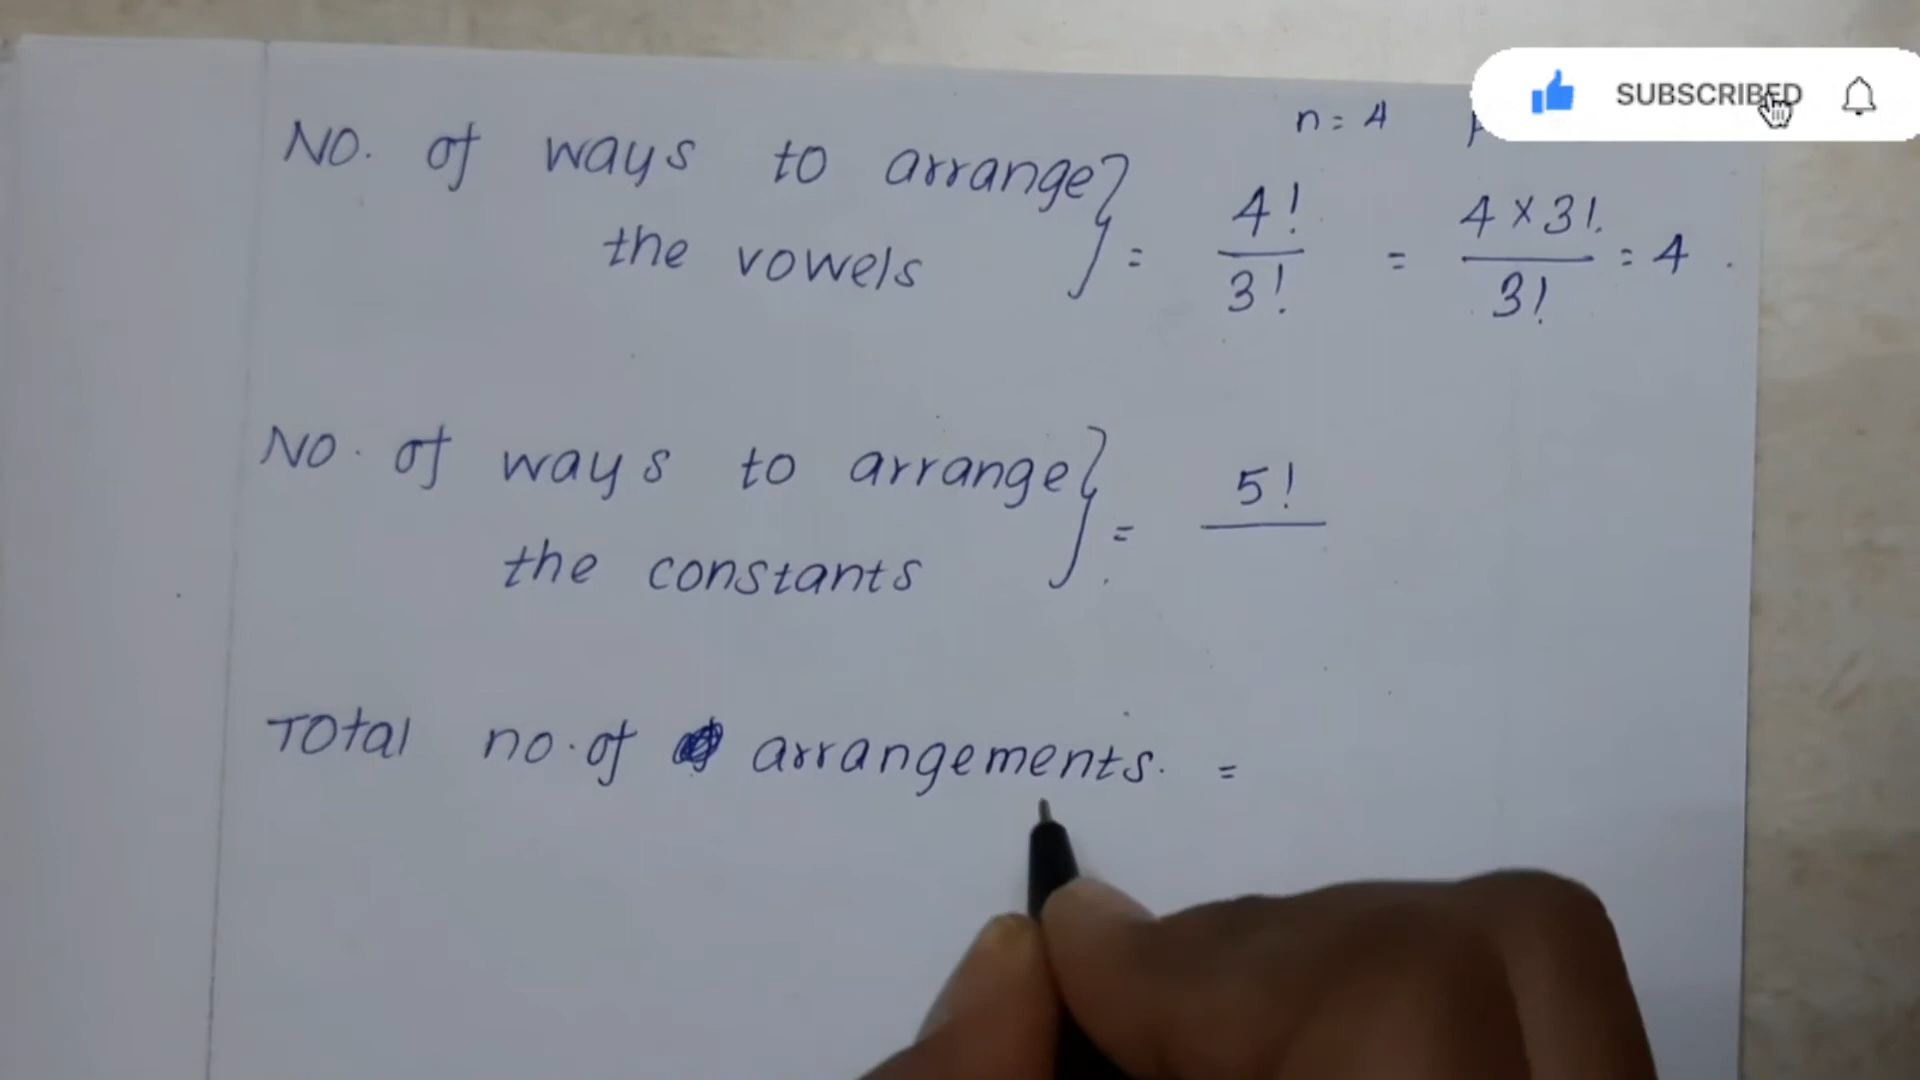 SUBSCRIBED
n = 4
No. of ways to arrange
the vowels } = 4! / 3! = 4 × 3! / 3! = 4.
No. of ways to arrange
the constants } = 5!
Total no. of arrangements. =